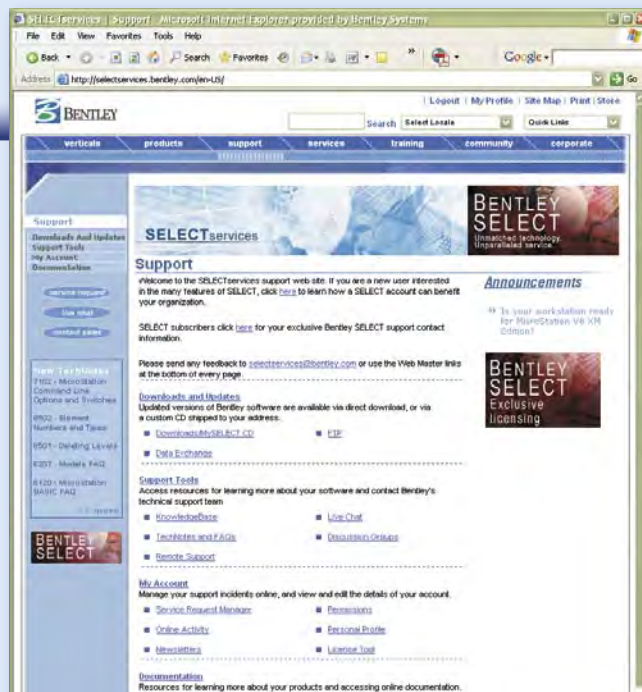 SELECTservices | Support - Microsoft Internet Explorer provided by Bentley Systems
File Edit View Favorites Tools Help
Back Search Favorites Google
Address http://selectservices.bentley.com/en-US/ Go
| Logout | My Profile | Site Map | Print | Store
BENTLEY
Search Select Locale Quick Links
verticals products support services training community corporate
SELECTservices
BENTLEY
SELECT
Unmatched technology.
Unparalleled service.
Support
Downloads And Updates
Support Tools
My Account
Documentation
service request
live chat
contact sales
New TechNotes
7102 - MicroStation
Command Line
Options and Switches
8502 - Element
Numbers and Types
8501 - Deleting Levels
8207 - Models FAQ
8120 - MicroStation
BASIC FAQ
>> more
BENTLEY
SELECT
Support
Welcome to the SELECTservices support web site. If you are a new user interested
in the many features of SELECT, click here to learn how a SELECT account can benefit
your organization.
SELECT subscribers click here for your exclusive Bentley SELECT support contact
information.
Please send any feedback to selectservices@bentley.com or use the Web Master links
at the bottom of every page.
Downloads and Updates
Updated versions of Bentley software are available via direct download, or via
a custom CD shipped to your address.
Downloads/MySELECT CD FTP
Data Exchange
Support Tools
Access resources for learning more about your software and contact Bentley's
technical support team
KnowledgeBase Live Chat
TechNotes and FAQs Discussion Groups
Remote Support
My Account
Manage your support incidents online, and view and edit the details of your account.
Service Request Manager Permissions
Online Activity Personal Profile
Newsletters License Tool
Documentation
Resources for learning more about your products and accessing online documentation.
Announcements
Is your workstation ready
for MicroStation V8 XM
Edition?
BENTLEY
SELECT
Exclusive
licensing